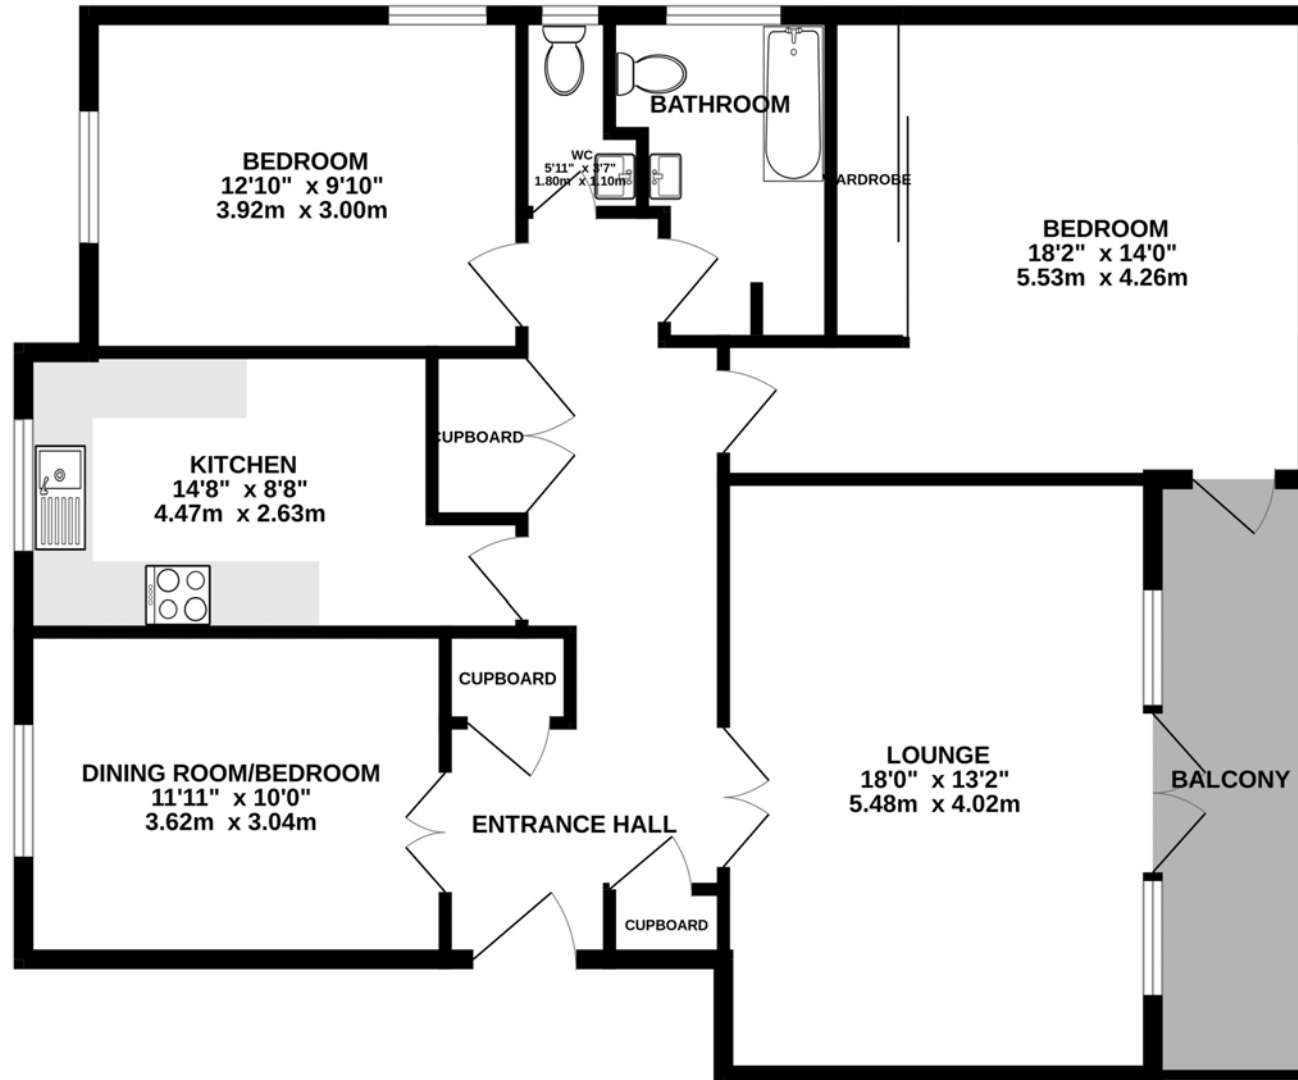 BEDROOM
12'10" x 9'10"
3.92m x 3.00m
WC
5'11" x 3'7"
1.80m x 1.10m
BATHROOM
ARDROBE
BEDROOM
18'2" x 14'0"
5.53m x 4.26m
KITCHEN
14'8" x 8'8"
4.47m x 2.63m
CUPBOARD
CUPBOARD
DINING ROOM/BEDROOM
11'11" x 10'0"
3.62m x 3.04m
ENTRANCE HALL
CUPBOARD
LOUNGE
18'0" x 13'2"
5.48m x 4.02m
BALCONY